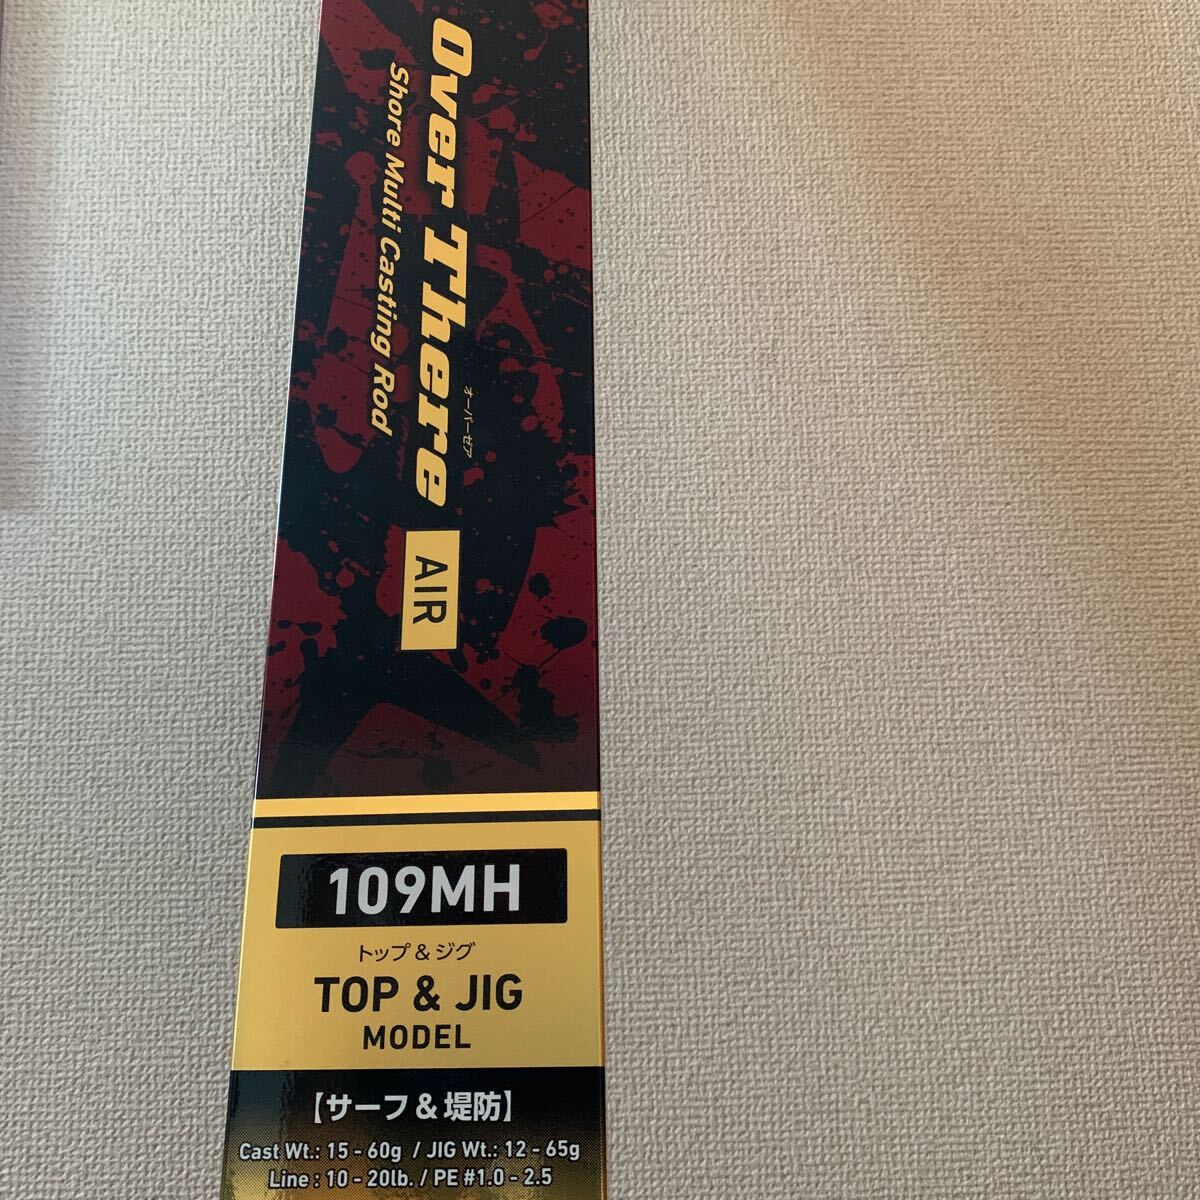 Over There
オーバーゼア
AIR
Shore Multi Casting Rod
109MH
トップ＆ジグ
TOP & JIG
MODEL
【サーフ＆堤防】
Cast Wt.: 15 - 60g / JIG Wt.: 12 - 65g
Line : 10 - 20lb. / PE #1.0 - 2.5